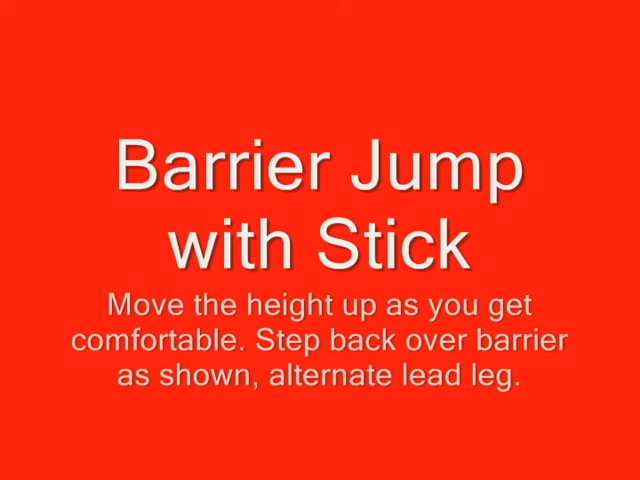 Barrier Jump
with Stick
Move the height up as you get
comfortable. Step back over barrier
as shown, alternate lead leg.